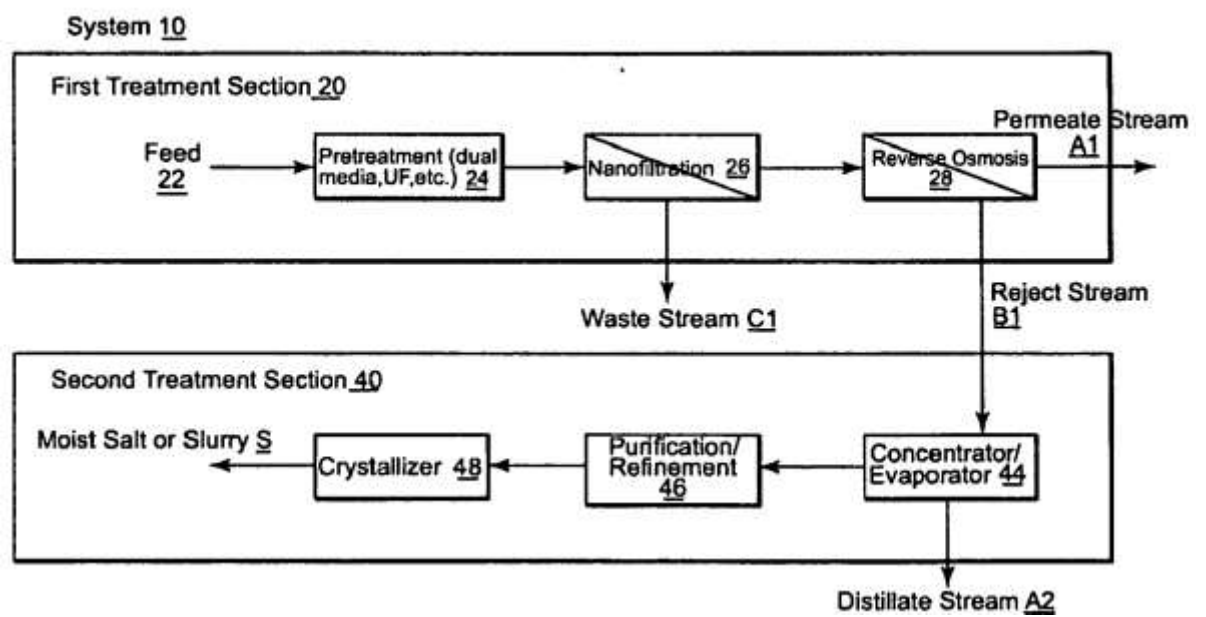 System 10
First Treatment Section 20
Feed
22
Pretreatment (dual
media,UF,etc.) 24
Nanofiltration 26
Reverse Osmosis
28
Permeate Stream
A1
Waste Stream C1
Reject Stream
B1
Second Treatment Section 40
Moist Salt or Slurry S
Crystallizer 48
Purification/
Refinement
46
Concentrator/
Evaporator 44
Distillate Stream A2